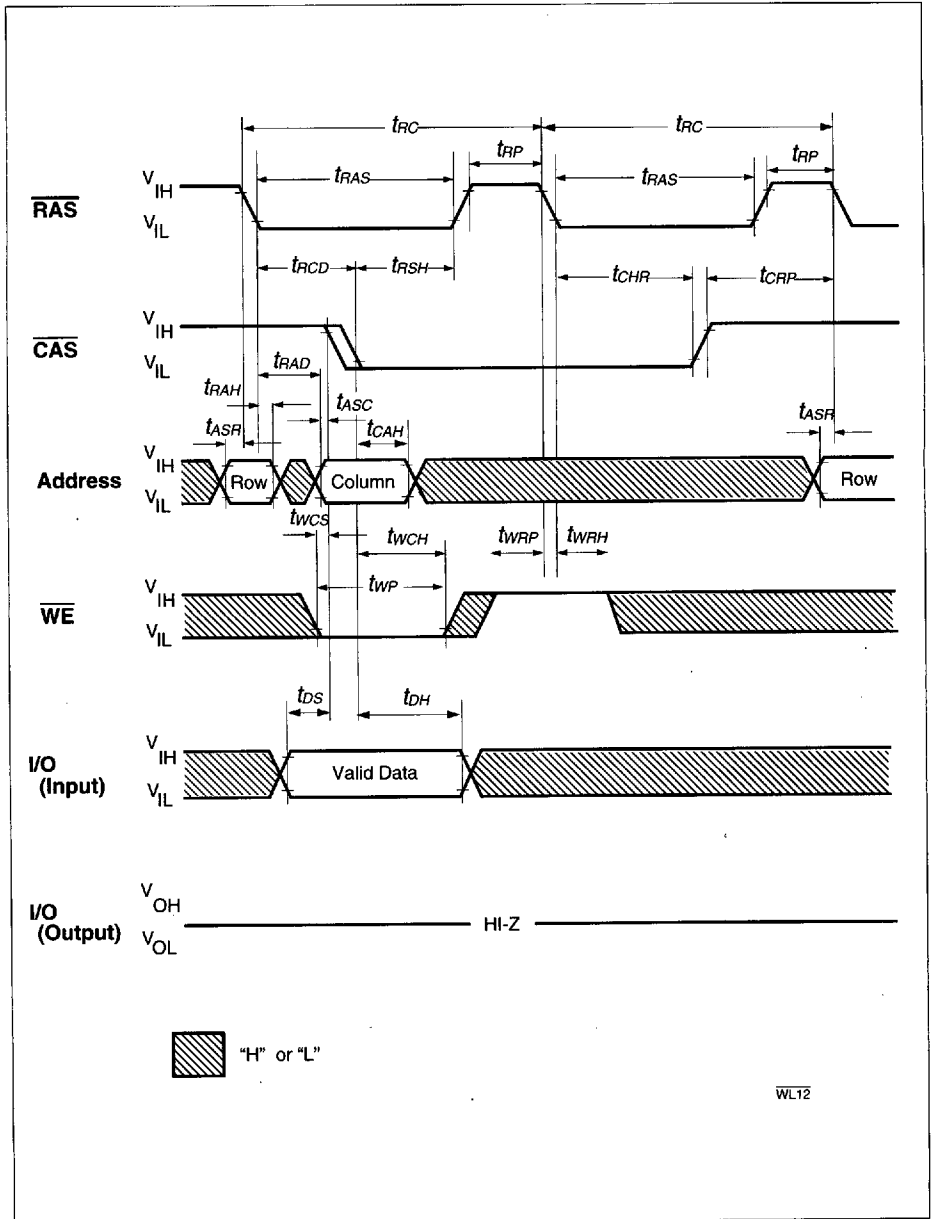 tRC tRC
tRP tRP
tRAS tRAS
RAS VIH
VIL
tRCD tRSH tCHR tCRP
CAS VIH
VIL
tRAD
tRAH tASC
tASR tCAH tASR
Address VIH Row Column Row
VIL
tWCS tWCH tWRP tWRH
tWP
WE VIH
VIL
tDS tDH
I/O (Input) VIH Valid Data
VIL
I/O (Output) VOH
HI-Z
VOL
"H" or "L"
WL12